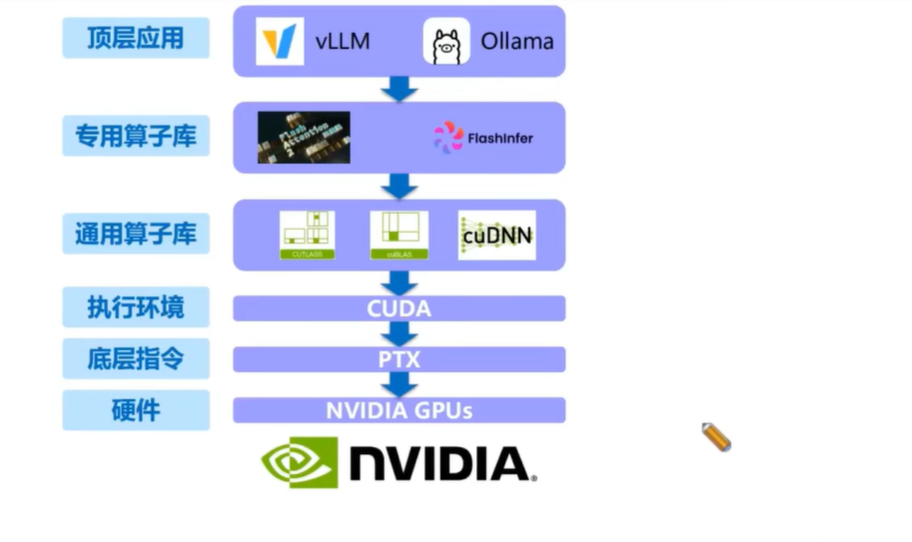 顶层应用
vLLM
Ollama
专用算子库
Flash
Attention
2
FlashInfer
通用算子库
CUTLASS
cuBLAS
cuDNN
执行环境
CUDA
底层指令
PTX
硬件
NVIDIA GPUs
NVIDIA®